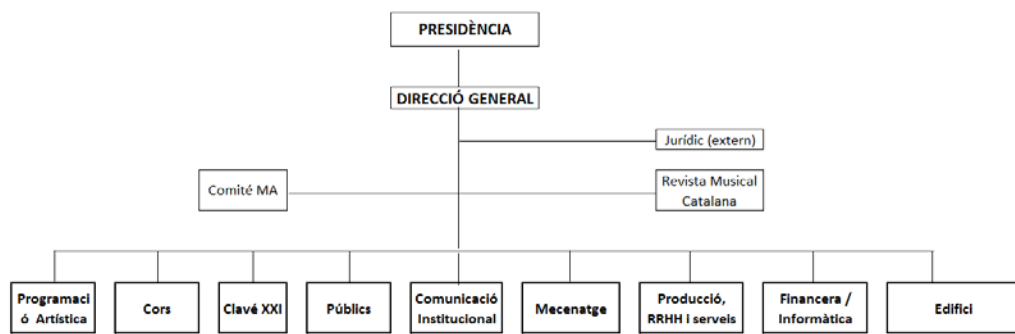 PRESIDÈNCIA
DIRECCIÓ GENERAL
Jurídic (extern)
Comité MA
Revista Musical
Catalana
Programaci
ó Artística
Cors
Clavé XXI
Públics
Comunicació
Institucional
Mecenatge
Producció,
RRHH i serveis
Financera /
Informàtica
Edifici